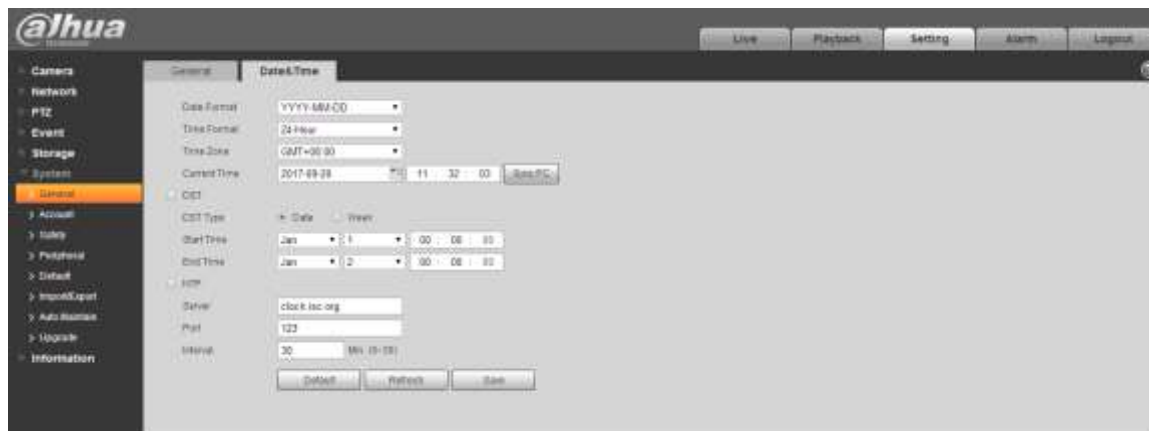 alhua
TECHNOLOGY
Live Playback Setting Alarm Logout
Camera
Network
PTZ
Event
Storage
System
General
Account
Safety
Peripheral
Default
Import/Export
Auto Maintain
Upgrade
Information
General Date&Time
Date Format YYYY-MM-DD
Time Format 24-Hour
Time Zone GMT+08:00
Current Time 2017-09-28 11 : 32 : 03 Sync PC
DST
DST Type Date Week
Start Time Jan 1 00 : 00 : 00
End Time Jan 2 00 : 00 : 00
NTP
Server clock.isc.org
Port 123
Interval 30 Min. (0~30)
Default Refresh Save